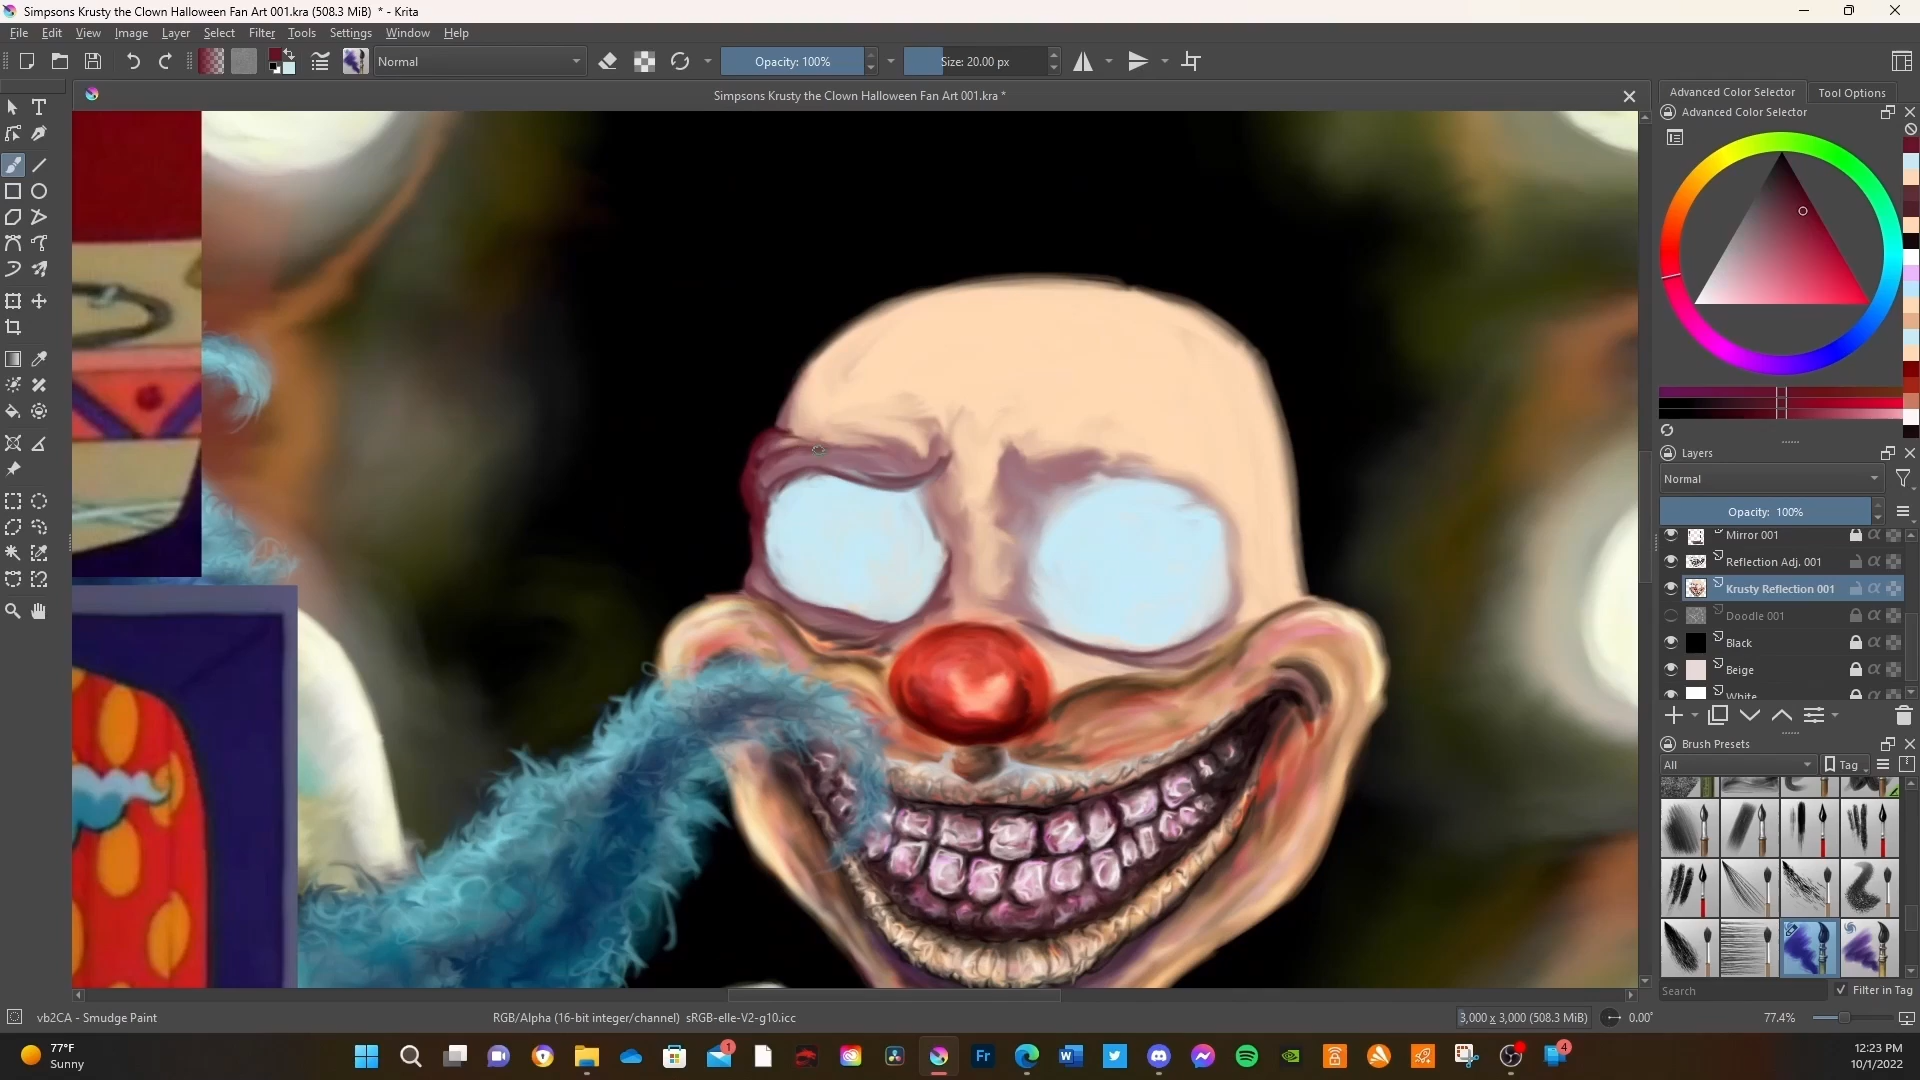 Simpsons Krusty the Clown Halloween Fan Art 001.kra (508.3 MiB)  * - Krita
File Edit View Image Layer Select Filter Tools Settings Window Help
Normal
Opacity: 100%
Size: 20.00 px
Simpsons Krusty the Clown Halloween Fan Art 001.kra *
Advanced Color Selector
Tool Options
Advanced Color Selector
Layers
Normal
Opacity: 100%
Mirror 001
Reflection Adj. 001
Krusty Reflection 001
Doodle 001
Black
Beige
White
Brush Presets
All
Tag
Search
Filter in Tag
vb2CA - Smudge Paint
RGB/Alpha (16-bit integer/channel)  sRGB-elle-V2-g10.icc
3,000 x 3,000 (508.3 MiB)
0.00°
77.4%
77°F
Sunny
1
Fr
W
4
12:23 PM
10/1/2022